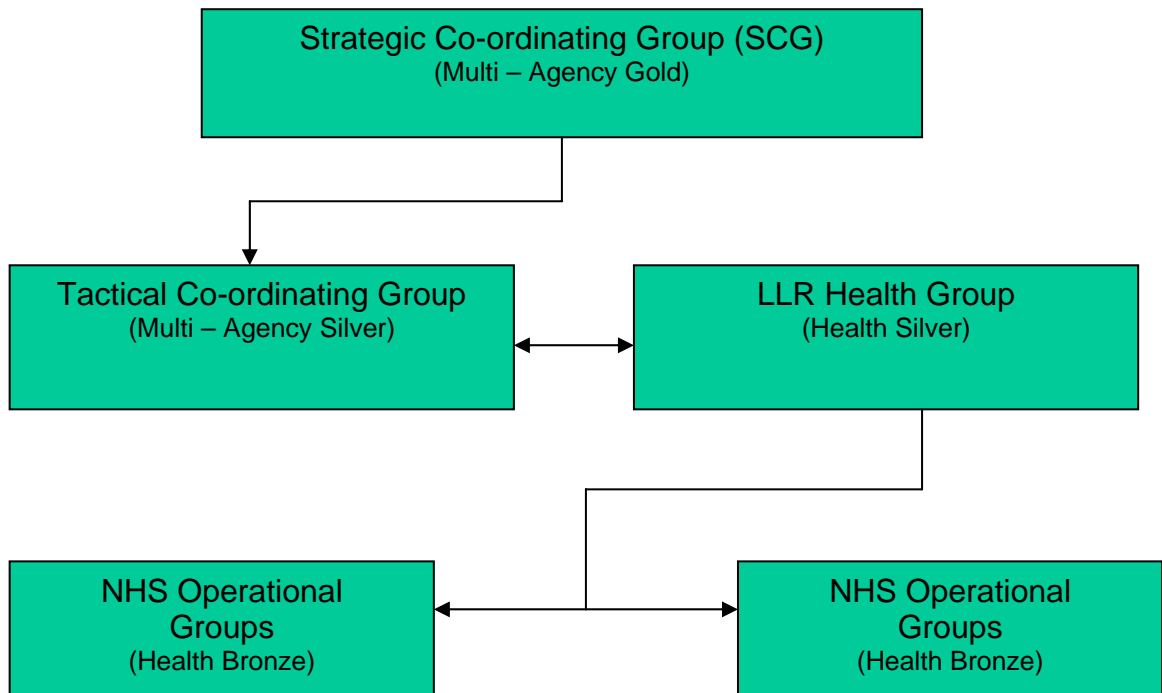 Strategic Co-ordinating Group (SCG)
(Multi – Agency Gold)
Tactical Co-ordinating Group
(Multi – Agency Silver)
LLR Health Group
(Health Silver)
NHS Operational
Groups
(Health Bronze)
NHS Operational
Groups
(Health Bronze)